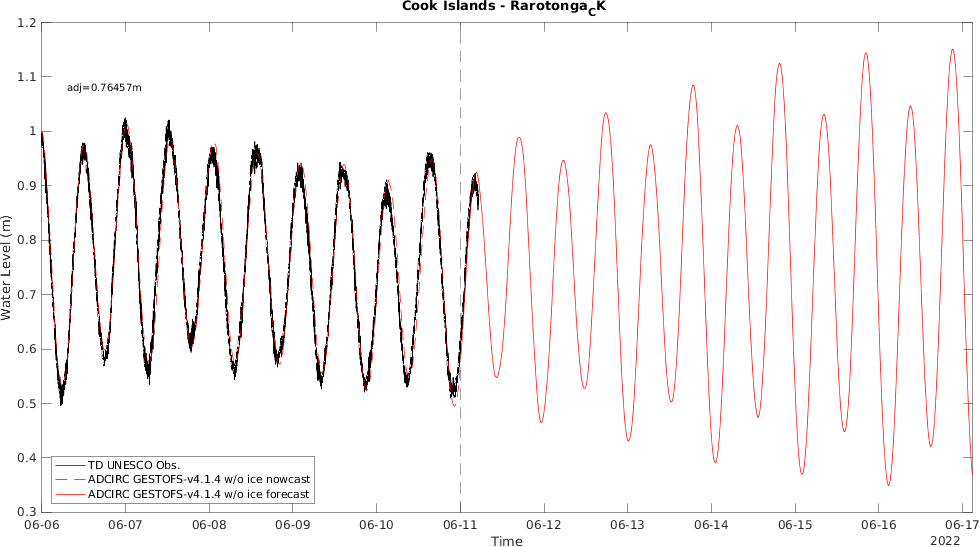 Cook Islands - Rarotonga_CK
1.2
1.1
adj=0.76457m
1
0.9
0.8
Water Level (m)
0.7
0.6
0.5
0.4
TD UNESCO Obs.
ADCIRC GESTOFS-v4.1.4 w/o ice nowcast
ADCIRC GESTOFS-v4.1.4 w/o ice forecast
0.3
06-06 06-07 06-08 06-09 06-10 06-11 06-12 06-13 06-14 06-15 06-16 06-17
Time 2022